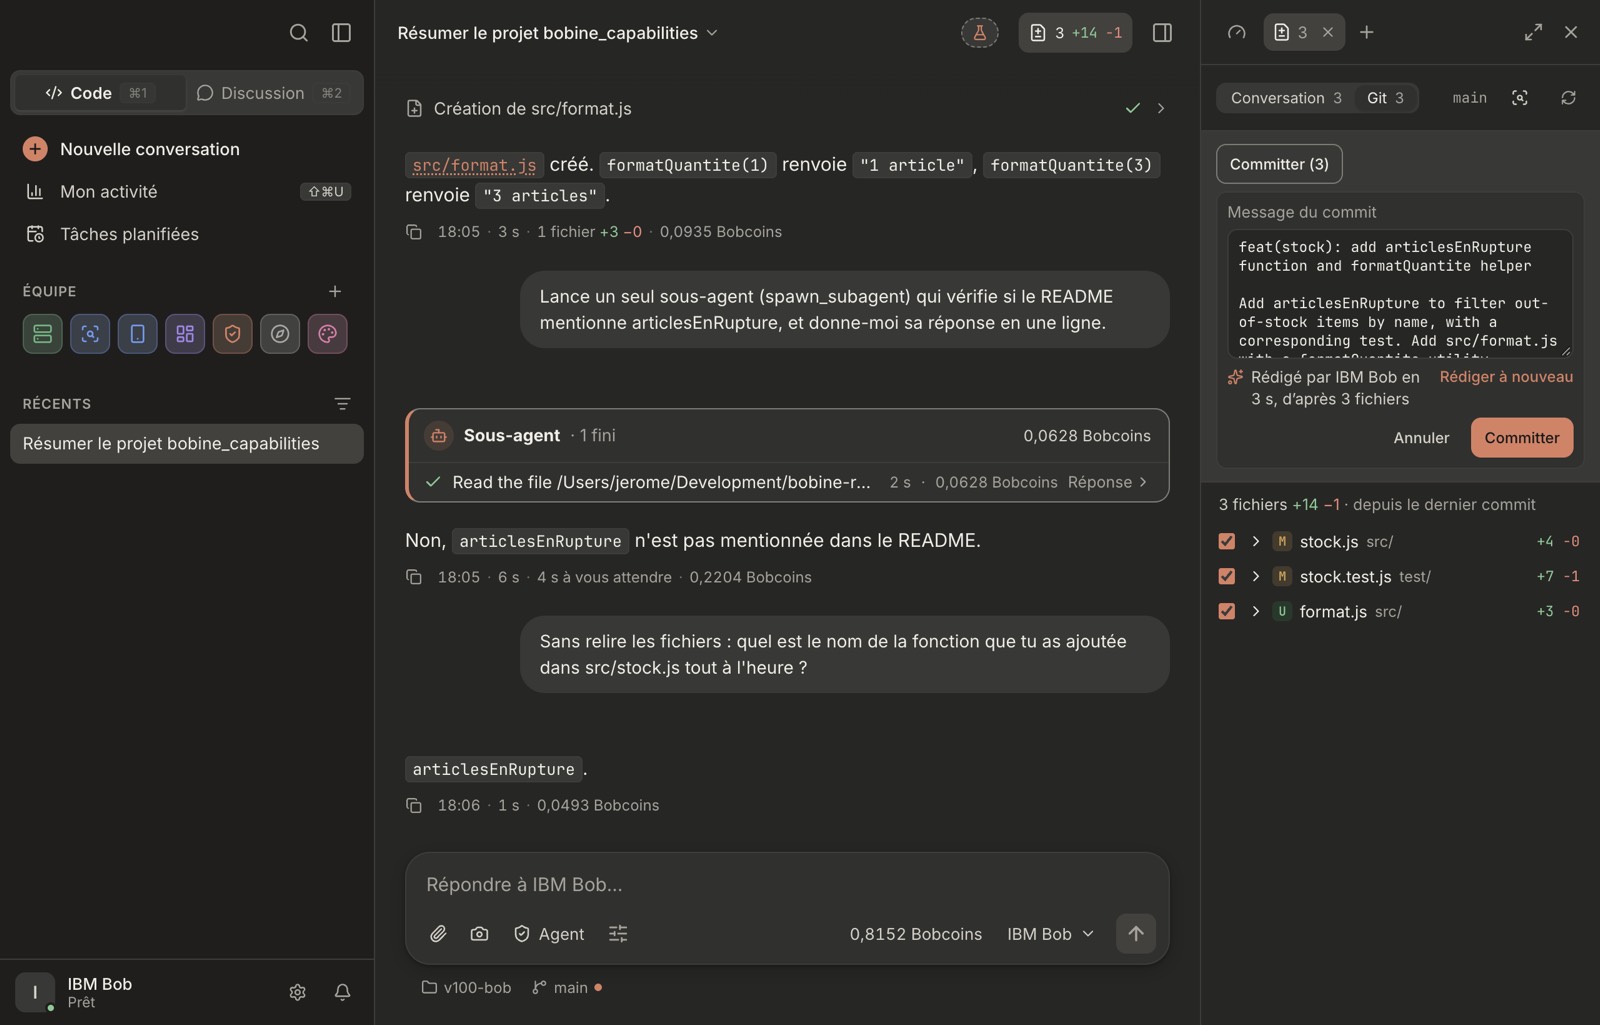 Code ⌘1
Discussion ⌘2
Nouvelle conversation
Mon activité ⇧⌘U
Tâches planifiées
ÉQUIPE
RÉCENTS
Résumer le projet bobine_capabilities
IBM Bob
Prêt
I
Résumer le projet bobine_capabilities
3 +14 -1
Création de src/format.js
src/format.js créé. formatQuantite(1) renvoie "1 article", formatQuantite(3)
renvoie "3 articles".
18:05 · 3 s · 1 fichier +3 −0 · 0,0935 Bobcoins
Lance un seul sous-agent (spawn_subagent) qui vérifie si le README
mentionne articlesEnRupture, et donne-moi sa réponse en une ligne.
Sous-agent · 1 fini 0,0628 Bobcoins
Read the file /Users/jerome/Development/bobine-r... 2 s · 0,0628 Bobcoins Réponse
Non, articlesEnRupture n'est pas mentionnée dans le README.
18:05 · 6 s · 4 s à vous attendre · 0,2204 Bobcoins
Sans relire les fichiers : quel est le nom de la fonction que tu as ajoutée
dans src/stock.js tout à l'heure ?
articlesEnRupture.
18:06 · 1 s · 0,0493 Bobcoins
Répondre à IBM Bob...
Agent
0,8152 Bobcoins
IBM Bob
v100-bob
main
3
Conversation 3
Git 3
main
Committer (3)
Message du commit
feat(stock): add articlesEnRupture
function and formatQuantite helper
Add articlesEnRupture to filter out-
of-stock items by name, with a
corresponding test. Add src/format.js
with a formatQuantite utility
Rédigé par IBM Bob en
3 s, d’après 3 fichiers
Rédiger à nouveau
Annuler
Committer
3 fichiers +14 −1 · depuis le dernier commit
M stock.js src/ +4 -0
M stock.test.js test/ +7 -1
U format.js src/ +3 -0